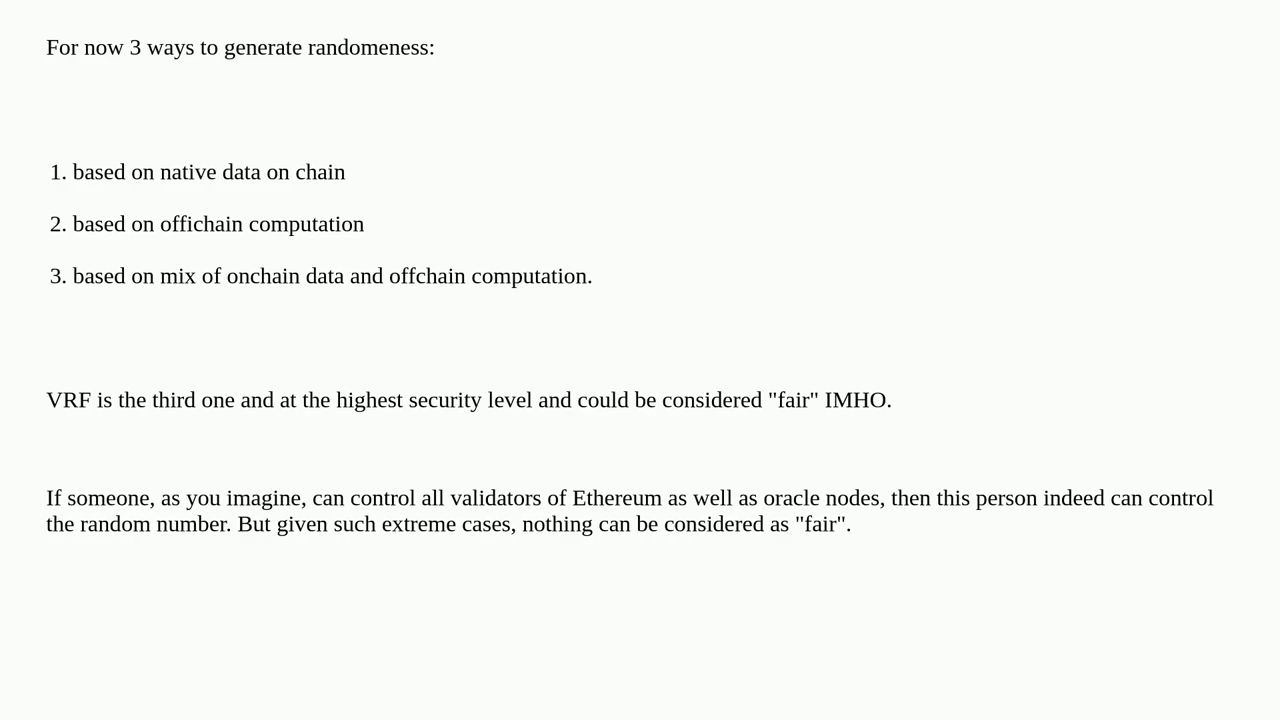 For now 3 ways to generate randomeness:
1. based on native data on chain
2. based on offichain computation
3. based on mix of onchain data and offchain computation.
VRF is the third one and at the highest security level and could be considered "fair" IMHO.
If someone, as you imagine, can control all validators of Ethereum as well as oracle nodes, then this person indeed can control
the random number. But given such extreme cases, nothing can be considered as "fair".